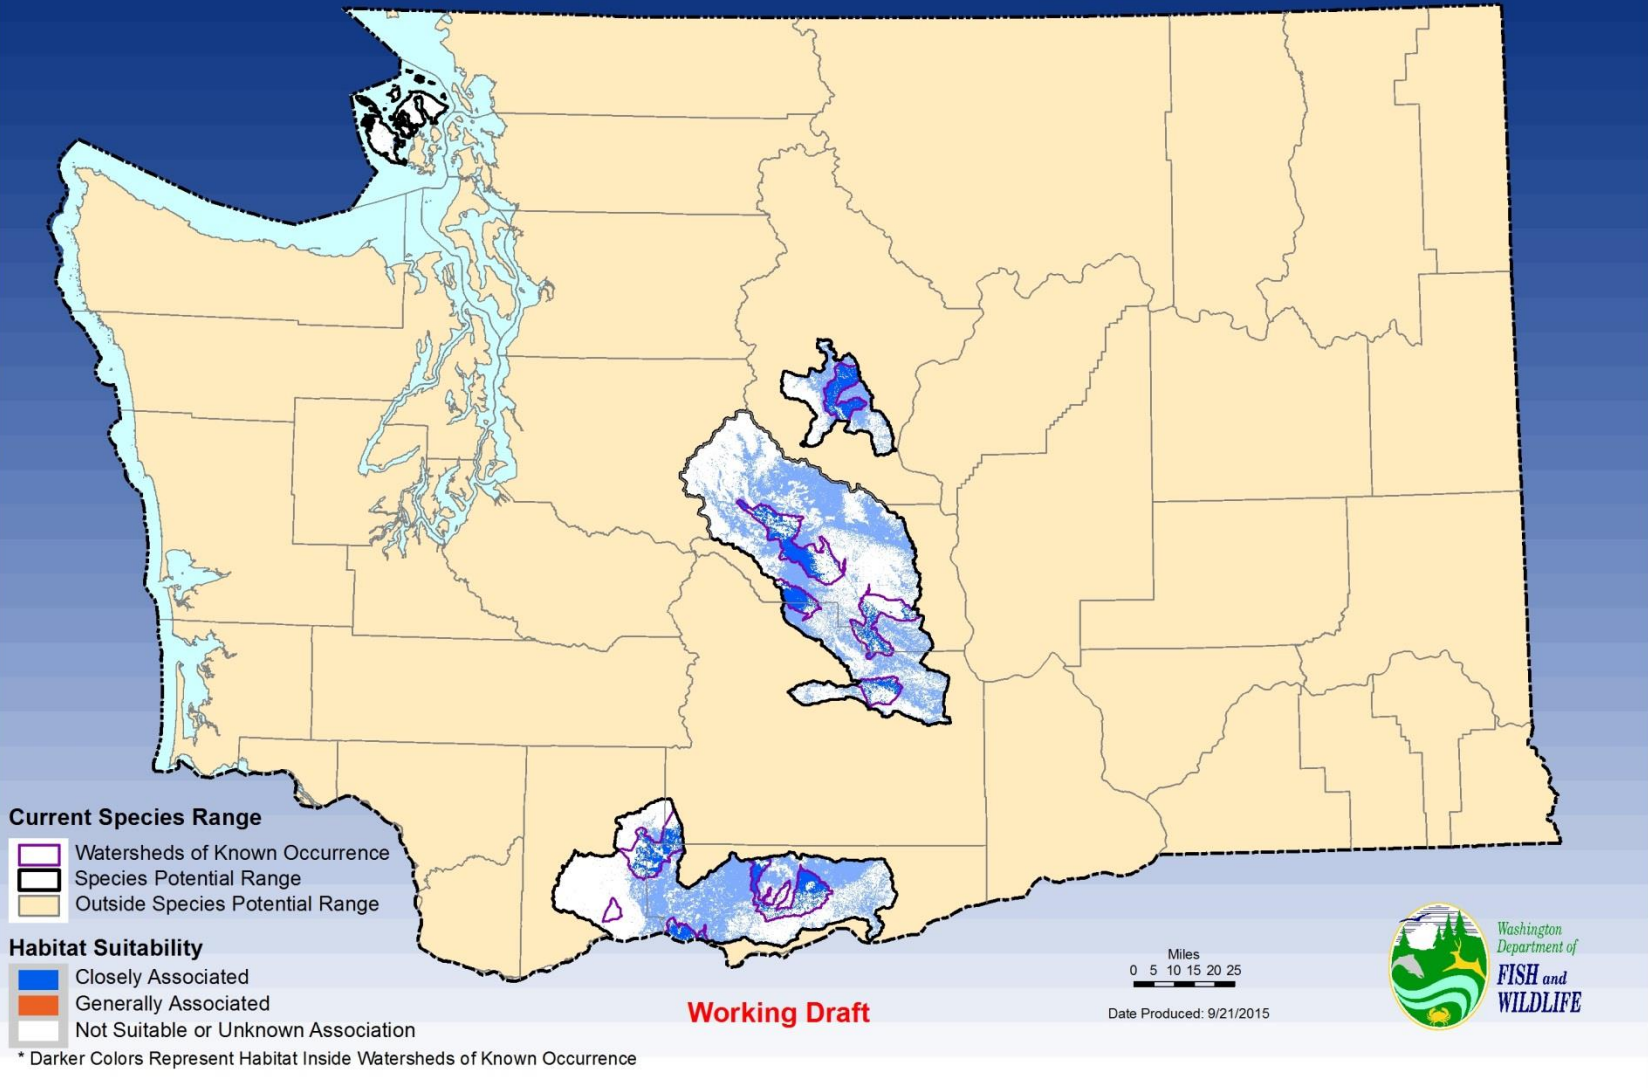 Current Species Range
Watersheds of Known Occurrence
Species Potential Range
Outside Species Potential Range
Habitat Suitability
Closely Associated
Generally Associated
Not Suitable or Unknown Association
* Darker Colors Represent Habitat Inside Watersheds of Known Occurrence
Working Draft
Miles
0 5 10 15 20 25
Date Produced: 9/21/2015
Washington
Department of
FISH and
WILDLIFE